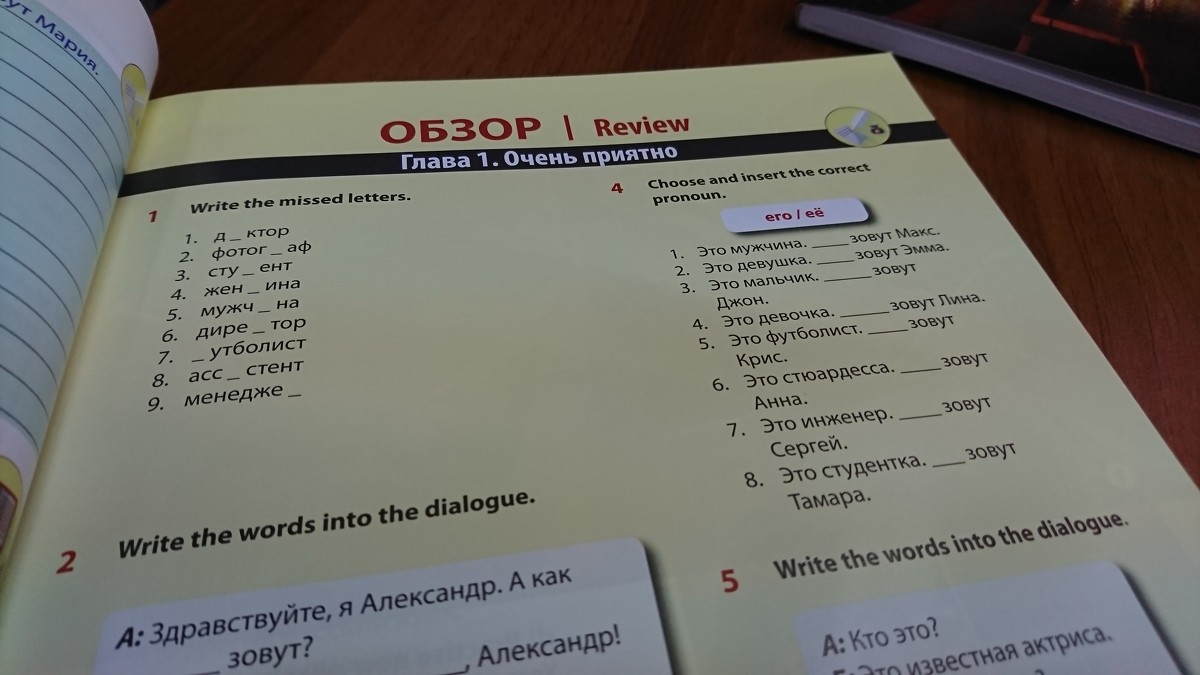 Мария.
ОБЗОР | Review
Глава 1. Очень приятно
1 Write the missed letters.
1. д _ ктор
2. фотог _ аф
3. сту _ ент
4. жен _ ина
5. мужч _ на
6. дире _ тор
7. _ утболист
8. асс _ стент
9. менедже _
2 Write the words into the dialogue.
А: Здравствуйте, я Александр. А как
____ зовут?
____, Александр!
4 Choose and insert the correct
pronoun.
его / её
1. Это мужчина. ____ зовут Макс.
2. Это девушка. ____ зовут Эмма.
3. Это мальчик. ____ зовут
Джон.
4. Это девочка. ____ зовут Лина.
5. Это футболист. ____ зовут
Крис.
6. Это стюардесса. ____ зовут
Анна.
7. Это инженер. ____ зовут
Сергей.
8. Это студентка. ____ зовут
Тамара.
5 Write the words into the dialogue.
А: Кто это?
Это известная актриса.